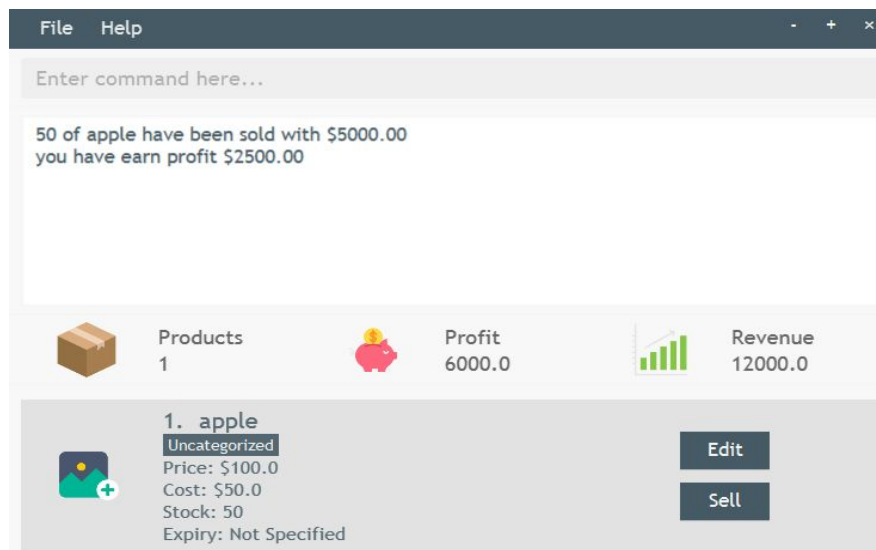 File Help - + ×
Enter command here...
50 of apple have been sold with $5000.00
you have earn profit $2500.00
Products Profit Revenue
1 6000.0 12000.0
1. apple
Uncategorized
Price: $100.0
Cost: $50.0
Stock: 50
Expiry: Not Specified
Edit
Sell